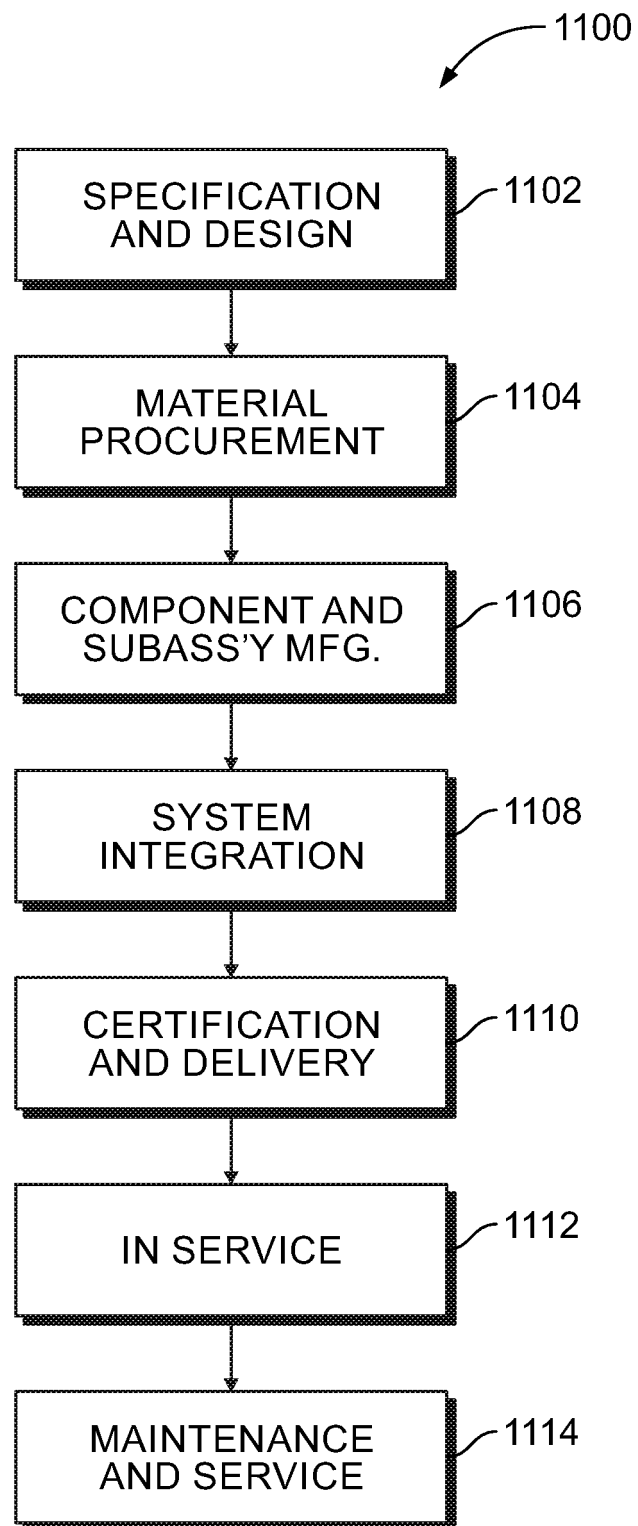 1100
SPECIFICATION
AND DESIGN
1102
MATERIAL
PROCUREMENT
1104
COMPONENT AND
SUBASS'Y MFG.
1106
SYSTEM
INTEGRATION
1108
CERTIFICATION
AND DELIVERY
1110
IN SERVICE
1112
MAINTENANCE
AND SERVICE
1114